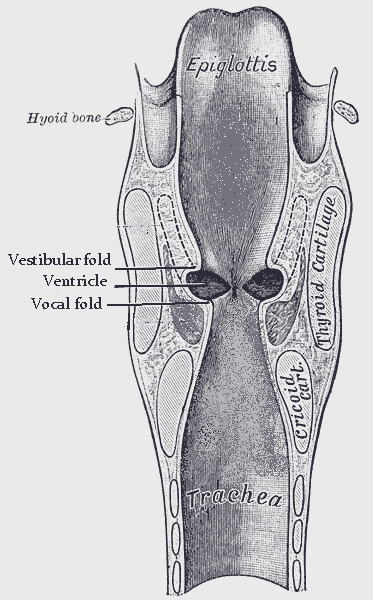 Epiglottis
Hyoid bone
Vestibular fold
Ventricle
Vocal fold
Thyroid Cartilage
Cricoid
cart.
Trachea